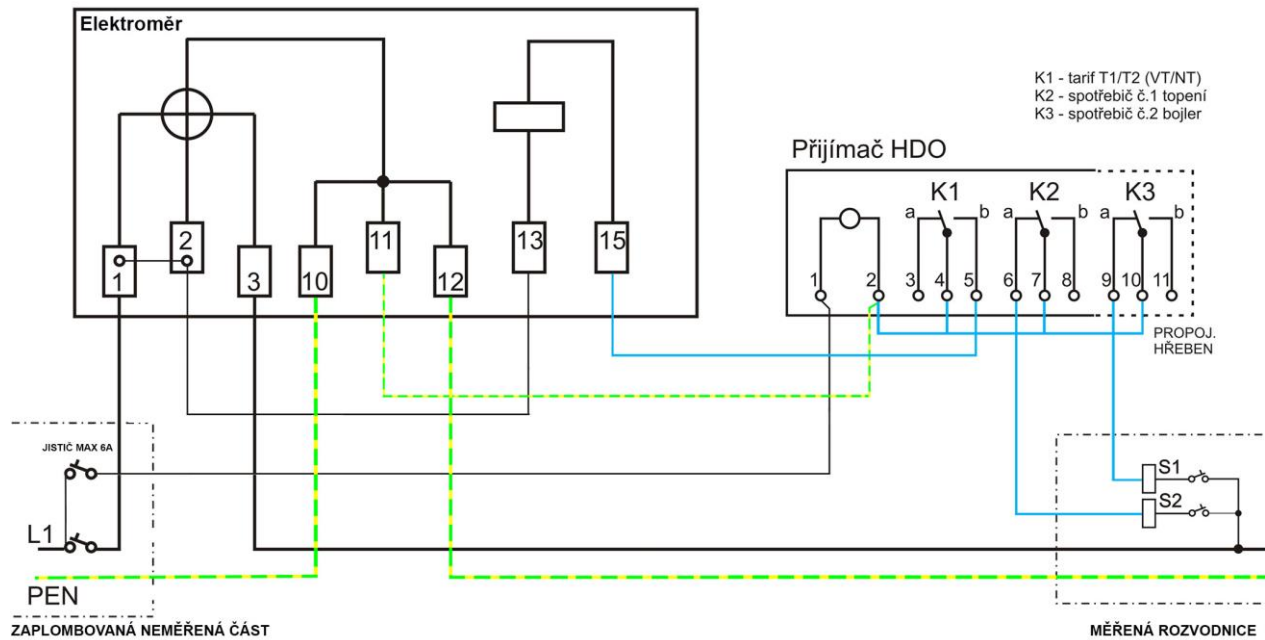 Elektroměr
K1 - tarif T1/T2 (VT/NT)
K2 - spotřebič č.1 topení
K3 - spotřebič č.2 bojler
Přijímač HDO
K1
K2
K3
a
b
a
b
a
b
2
11
13
15
1
3
10
12
1
2
3
4
5
6
7
8
9
10
11
PROPOJ.
HŘEBEN
JISTIČ MAX 6A
S1
S2
L1
PEN
ZAPLOMBOVANÁ NEMĚŘENÁ ČÁST
MĚŘENÁ ROZVODNICE